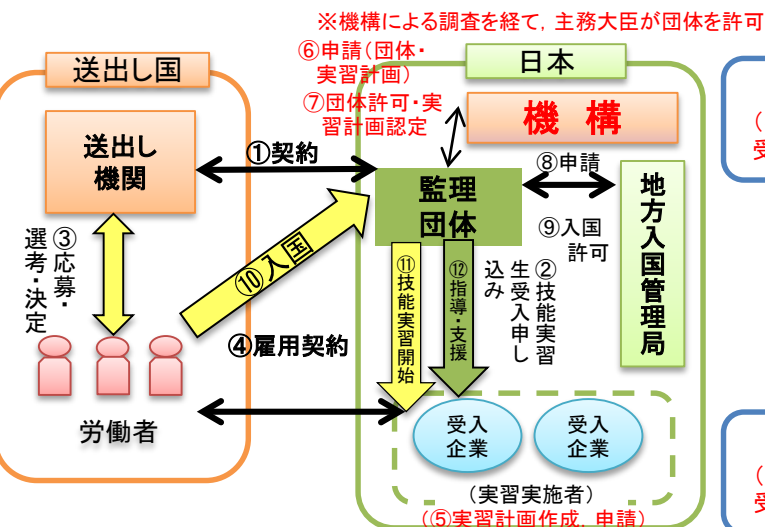 ※機構による調査を経て，主務大臣が団体を許可
⑥申請（団体・
実習計画）
⑦団体許可・実
習計画認定
送出し国
日本
機 構
送出し
機関
①契約
監理
団体
⑧申請
⑨入国
許可
地方入国管理局
③応募・
選考・決定
⑩入国
④雇用契約
⑪技能実習開始
⑫指導・支援
②技能実習
生受入申し
込み
労働者
受入
企業
受入
企業
（実習実施者）
（⑤実習計画作成，申請）
（
受
（
受